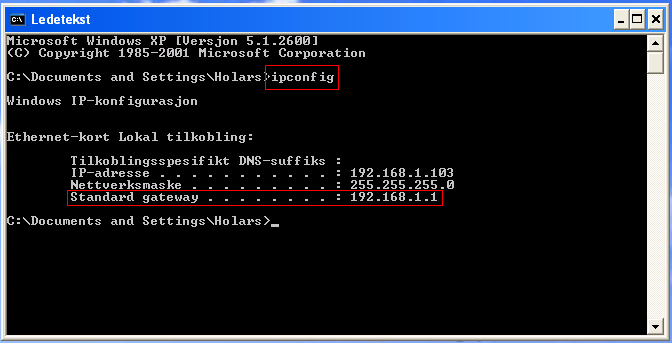 Ledetekst
Microsoft Windows XP [Versjon 5.1.2600]
(C) Copyright 1985-2001 Microsoft Corporation
C:\Documents and Settings\Holars>ipconfig
Windows IP-konfigurasjon
Ethernet-kort Lokal tilkobling:
Tilkoblingsspesifikt DNS-suffiks :
IP-adresse . . . . . . . . . . . : 192.168.1.103
Nettverksmaske . . . . . . . . . : 255.255.255.0
Standard gateway . . . . . . . . : 192.168.1.1
C:\Documents and Settings\Holars>_